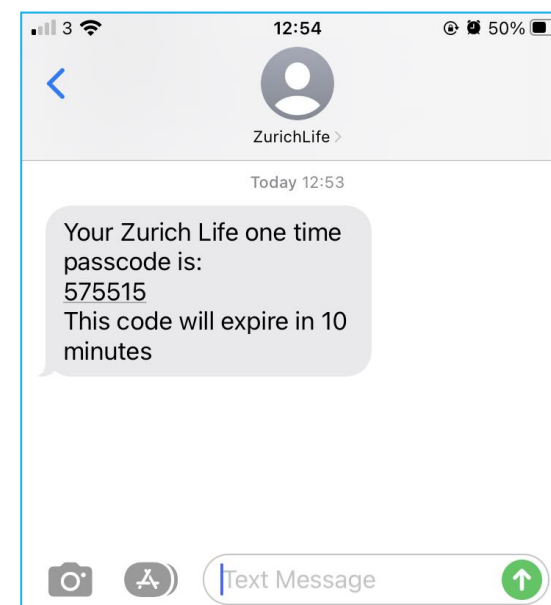 3 12:54 50%
ZurichLife >
Today 12:53
Your Zurich Life one time
passcode is:
575515
This code will expire in 10
minutes
Text Message